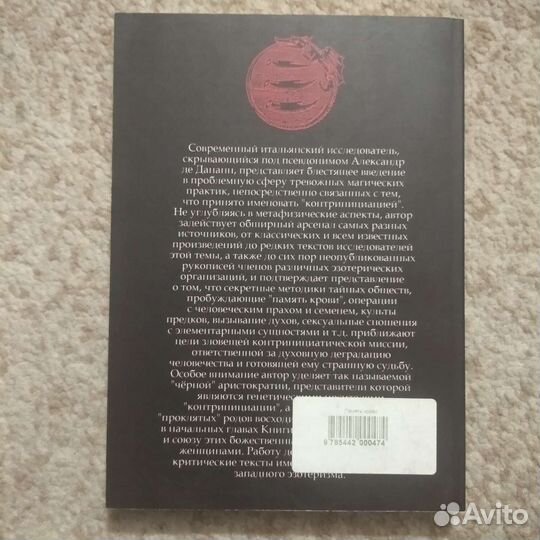 Современный итальянский исследователь,
скрывающийся под псевдонимом Александр
де Дананн, представляет блестящее введение
в проблемную сферу тревожных магических
практик, непосредственно связанных с тем,
что принято именовать "контринициацией".
Не углубляясь в метафизические аспекты, автор
задействует обширный арсенал самых разных
источников, от классических и всем известных
произведений до редких текстов исследователей
этой темы, а также до сих пор неопубликованных
рукописей членов различных эзотерических
организаций, и подтверждает представление
о том, что секретные методики тайных обществ,
пробуждающие "память крови", операции
с человеческим прахом и семенем, культы
предков, вызывание духов, сексуальные сношения
с элементарными сущностями и т.д. приближают
цели зловещей контринициатической миссии,
ответственной за духовную деградацию
человечества и готовящей ему страшную судьбу.
Особое внимание автор уделяет так называемой
"чёрной" аристократии, представители которой
являются генетическими
"контринициации", а
"проклятых" родов восходи
в начальных главах Книги
и союзу этих божественны
женщинами. Работу до
критические тексты име
западного эзотеризма.
Память крови
9 785442 000474
Avito